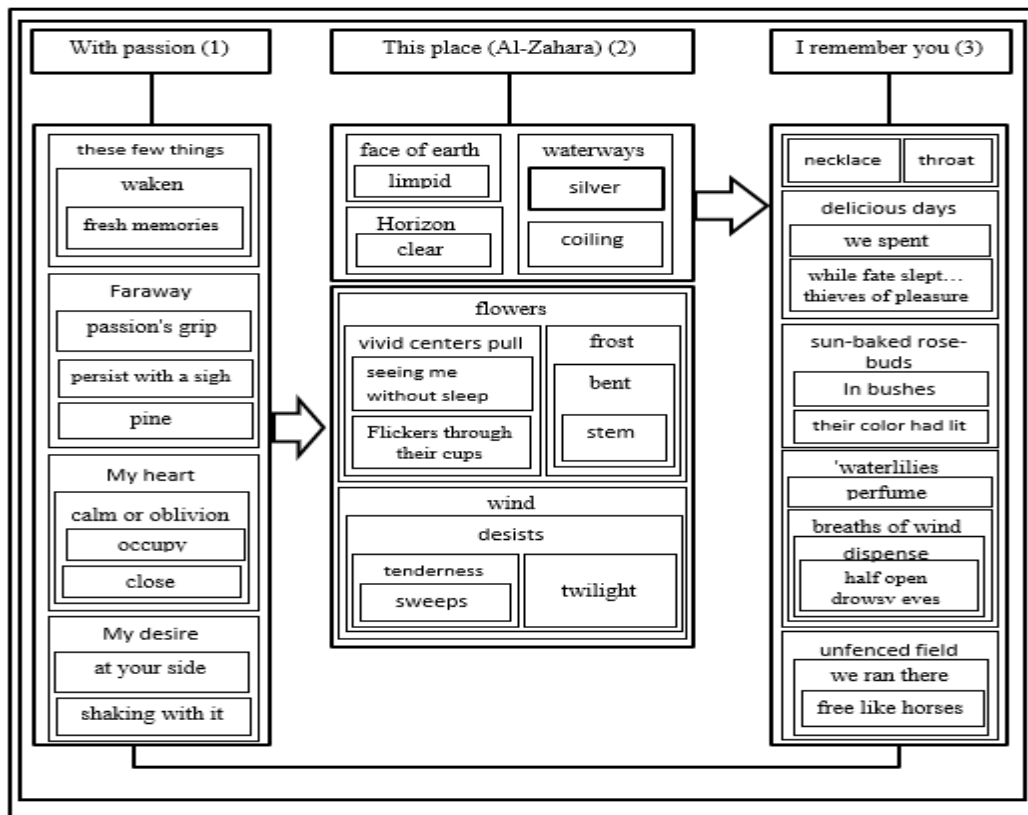 With passion (1)
these few things
waken
fresh memories
Faraway
passion's grip
persist with a sigh
pine
My heart
calm or oblivion
occupy
close
My desire
at your side
shaking with it
This place (Al-Zahara) (2)
face of earth
limpid
Horizon
clear
waterways
silver
coiling
flowers
vivid centers pull
seeing me
without sleep
Flickers through
their cups
frost
bent
stem
wind
desists
tenderness
sweeps
twilight
I remember you (3)
necklace
throat
delicious days
we spent
while fate slept…
thieves of pleasure
sun-baked rose-
buds
In bushes
their color had lit
'waterlilies
perfume
breaths of wind
dispense
half open
drowsy eyes
unfenced field
we ran there
free like horses